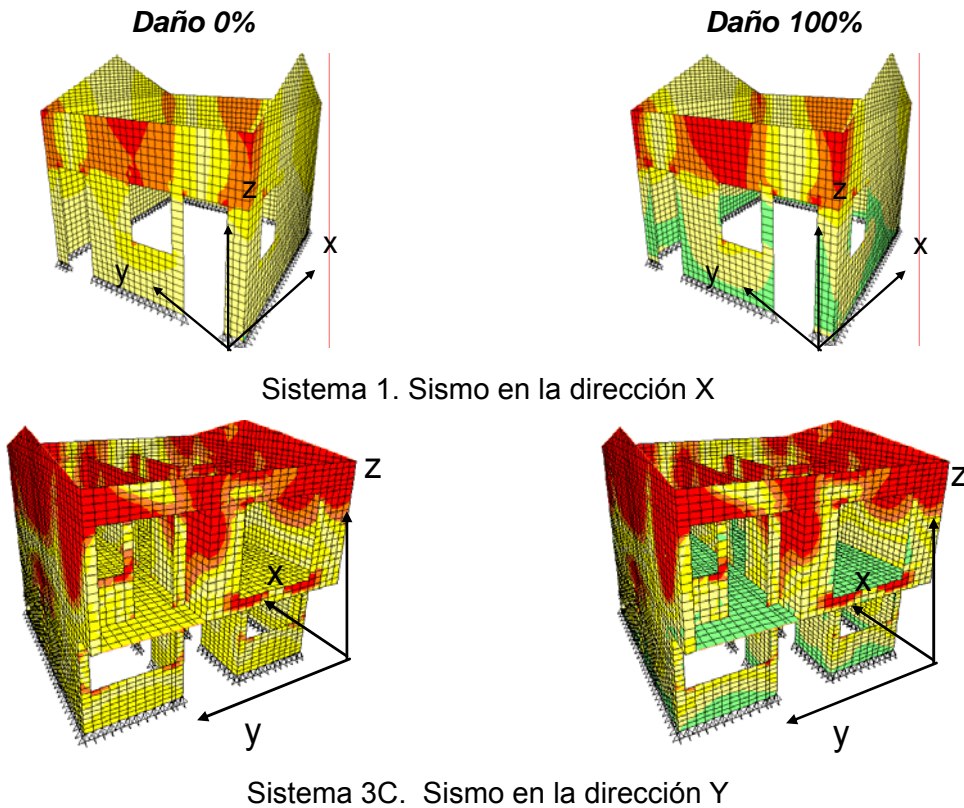 Daño 0% Daño 100%
z z
x x
y y
Sistema 1. Sismo en la dirección X
z z
x x
y y
Sistema 3C. Sismo en la dirección Y